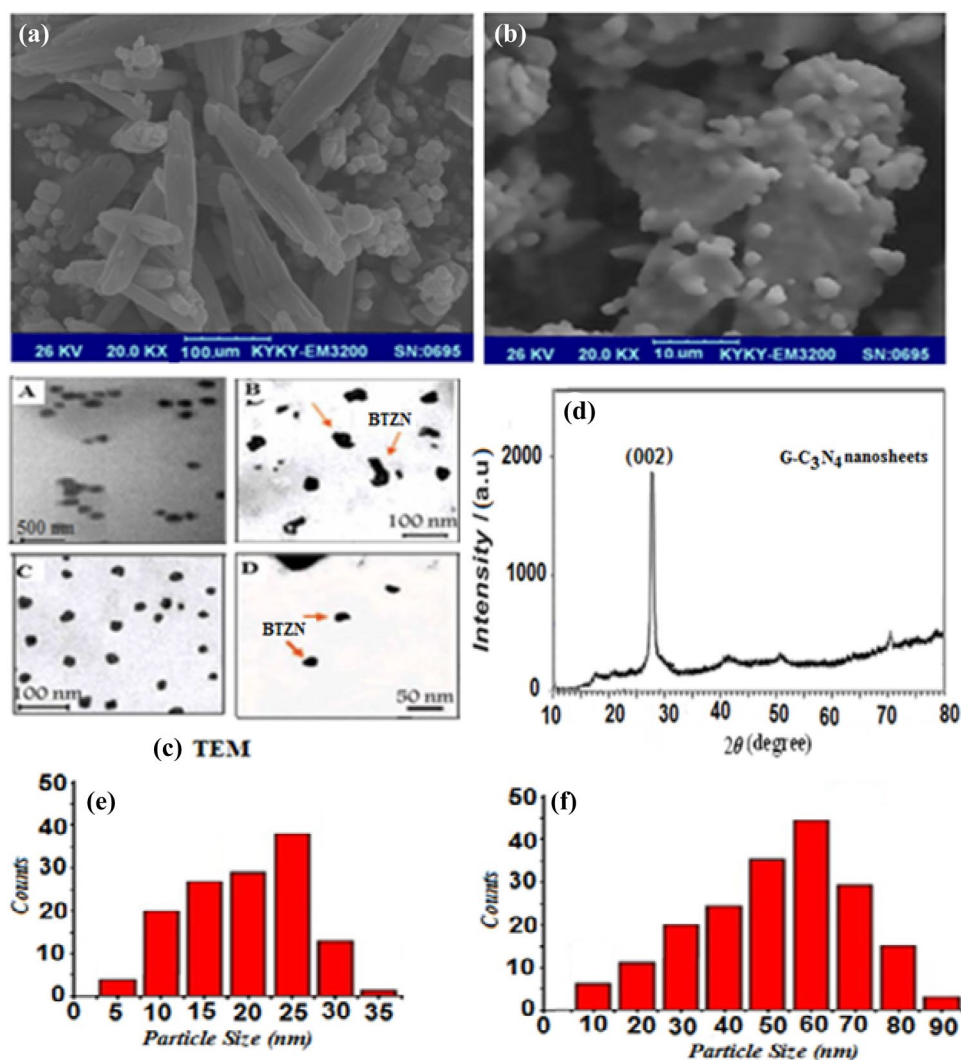 (a)
26 KV 20.0 KX 100.um KYKY-EM3200 SN:0695
(b)
26 KV 20.0 KX 10.um KYKY-EM3200 SN:0695
A
500 nm
B
BTZN
100 nm
C
100 nm
D
BTZN
50 nm
(c) TEM
(d)
(002)
G-C3N4 nanosheets
Intensity I (a.u)
2000
1000
0
10 20 30 40 50 60 70 80
2θ (degree)
(e)
Counts
50
40
30
20
10
0
0 5 10 15 20 25 30 35
Particle Size (nm)
(f)
Counts
50
40
30
20
10
0
0 10 20 30 40 50 60 70 80 90
Particle Size (nm)